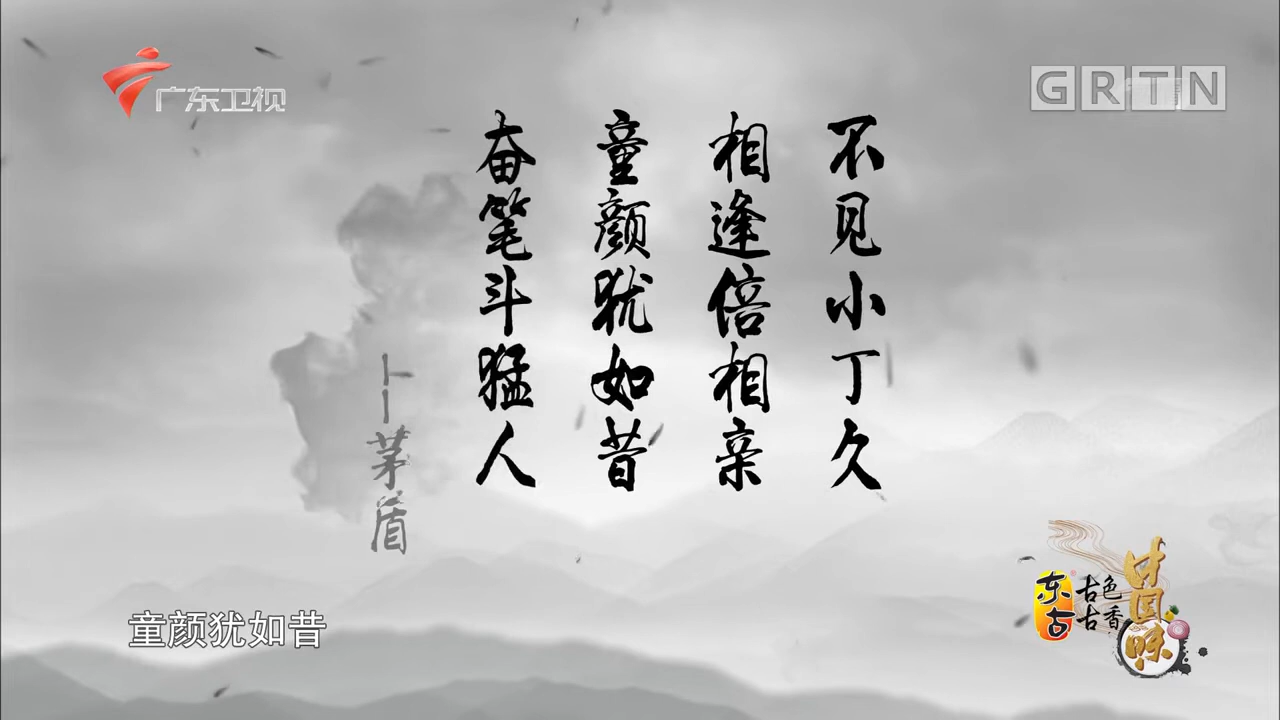 广东卫视
GRTN
不见小丁久
相逢倍相亲
童颜犹如昔
奋笔斗猛人
卜茅盾
童颜犹如昔
东古
古色
古香
中国味